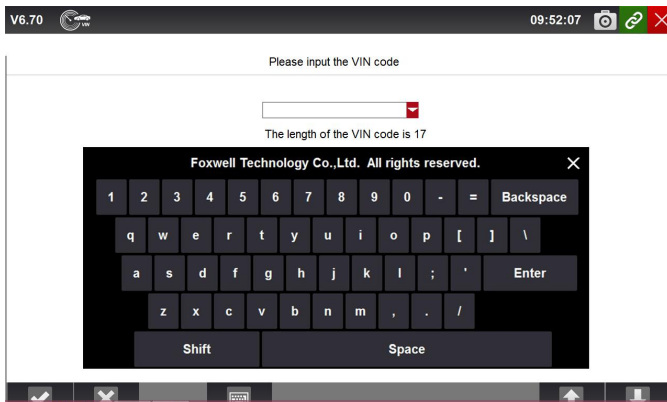 V6.70 VIN 09:52:07
Please input the VIN code
The length of the VIN code is 17
Foxwell Technology Co.,Ltd. All rights reserved.
1 2 3 4 5 6 7 8 9 0 - = Backspace
q w e r t y u i o p [ ] \
a s d f g h j k l ; ' Enter
z x c v b n m , . /
Shift Space